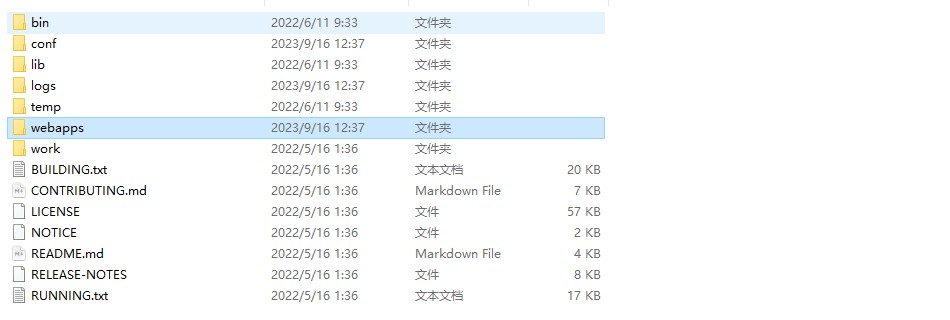 bin 2022/6/11 9:33 文件夹
conf 2023/9/16 12:37 文件夹
lib 2022/6/11 9:33 文件夹
logs 2023/9/16 12:37 文件夹
temp 2022/6/11 9:33 文件夹
webapps 2023/9/16 12:37 文件夹
work 2022/5/16 1:36 文件夹
BUILDING.txt 2022/5/16 1:36 文本文档 20 KB
CONTRIBUTING.md 2022/5/16 1:36 Markdown File 7 KB
LICENSE 2022/5/16 1:36 文件 57 KB
NOTICE 2022/5/16 1:36 文件 2 KB
README.md 2022/5/16 1:36 Markdown File 4 KB
RELEASE-NOTES 2022/5/16 1:36 文件 8 KB
RUNNING.txt 2022/5/16 1:36 文本文档 17 KB